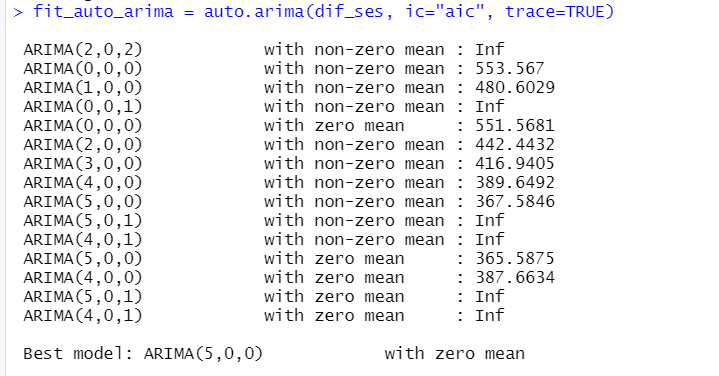 > fit_auto_arima = auto.arima(dif_ses, ic="aic", trace=TRUE)
ARIMA(2,0,2) with non-zero mean : Inf
ARIMA(0,0,0) with non-zero mean : 553.567
ARIMA(1,0,0) with non-zero mean : 480.6029
ARIMA(0,0,1) with non-zero mean : Inf
ARIMA(0,0,0) with zero mean : 551.5681
ARIMA(2,0,0) with non-zero mean : 442.4432
ARIMA(3,0,0) with non-zero mean : 416.9405
ARIMA(4,0,0) with non-zero mean : 389.6492
ARIMA(5,0,0) with non-zero mean : 367.5846
ARIMA(5,0,1) with non-zero mean : Inf
ARIMA(4,0,1) with non-zero mean : Inf
ARIMA(5,0,0) with zero mean : 365.5875
ARIMA(4,0,0) with zero mean : 387.6634
ARIMA(5,0,1) with zero mean : Inf
ARIMA(4,0,1) with zero mean : Inf
Best model: ARIMA(5,0,0) with zero mean